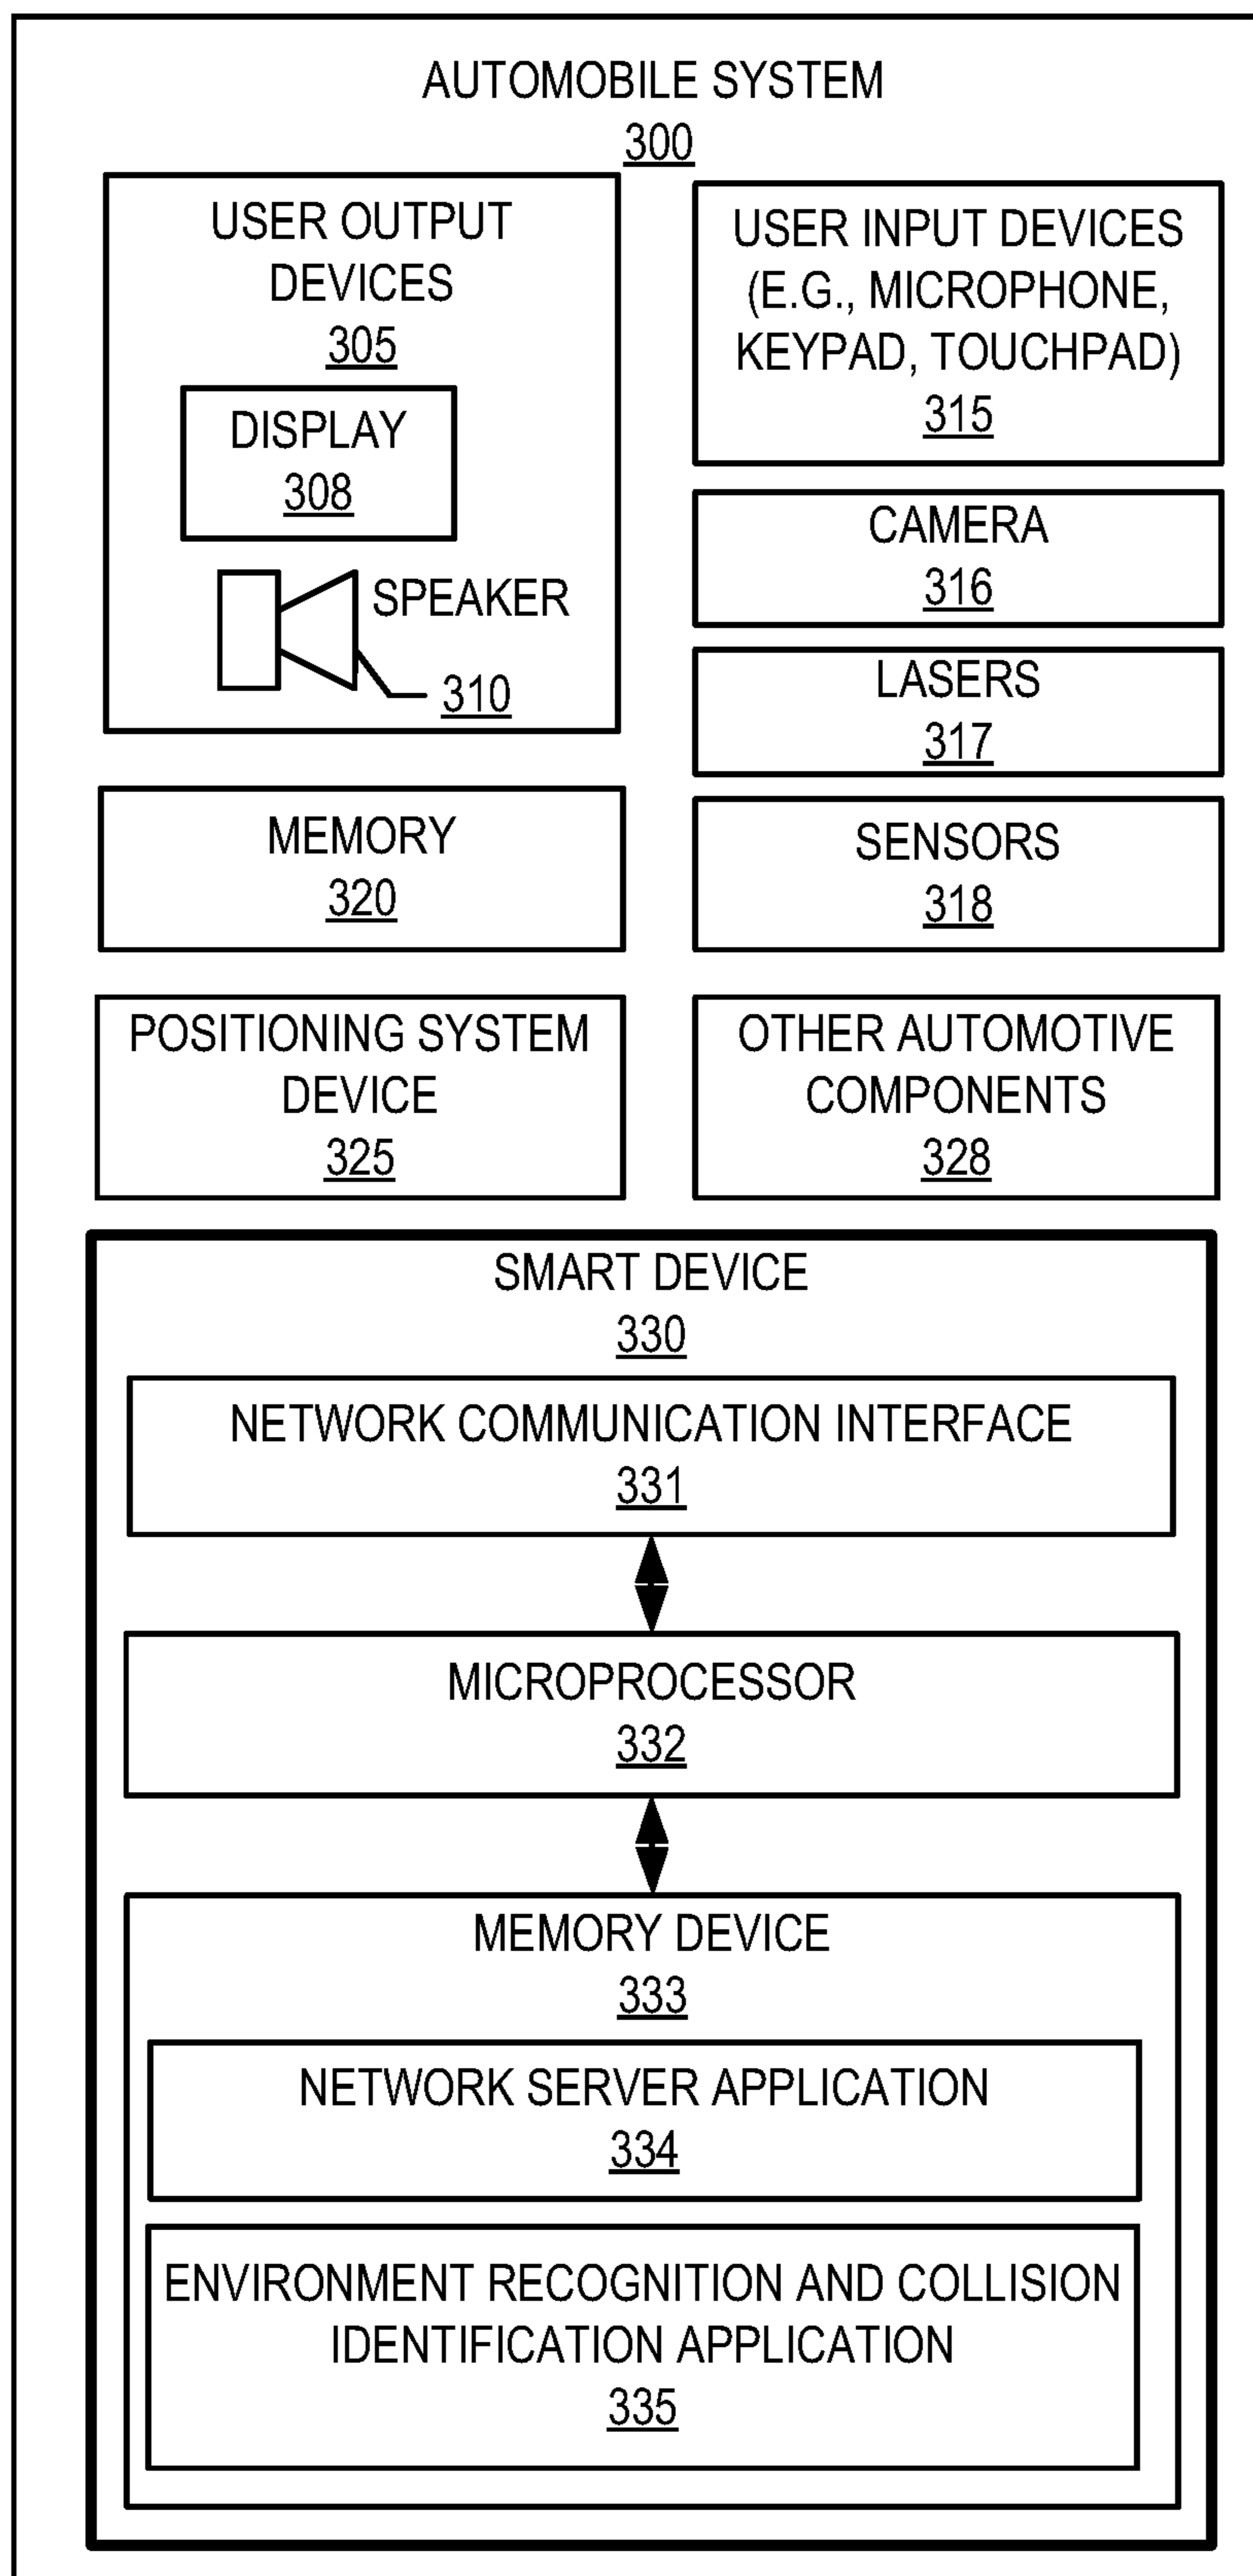 AUTOMOBILE SYSTEM
300
USER OUTPUT
DEVICES
305
DISPLAY
308
SPEAKER
310
USER INPUT DEVICES
(E.G., MICROPHONE,
KEYPAD, TOUCHPAD)
315
CAMERA
316
LASERS
317
MEMORY
320
SENSORS
318
POSITIONING SYSTEM
DEVICE
325
OTHER AUTOMOTIVE
COMPONENTS
328
SMART DEVICE
330
NETWORK COMMUNICATION INTERFACE
331
MICROPROCESSOR
332
MEMORY DEVICE
333
NETWORK SERVER APPLICATION
334
ENVIRONMENT RECOGNITION AND COLLISION
IDENTIFICATION APPLICATION
335